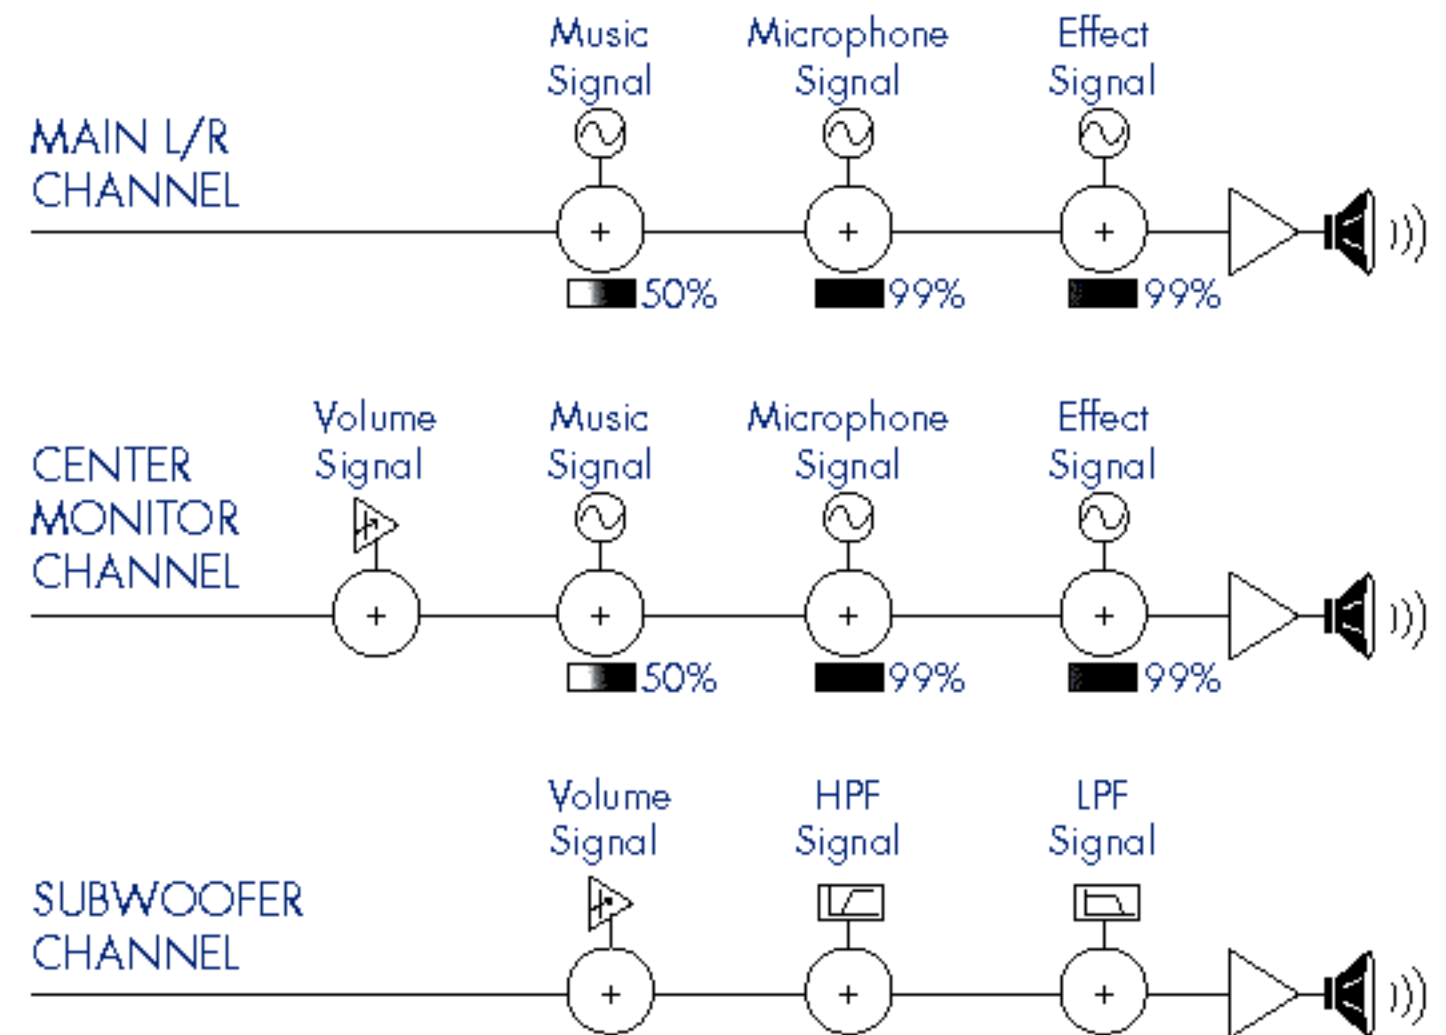 Music Microphone Effect
Signal Signal Signal
MAIN L/R
CHANNEL
50% 99% 99%
Volume Music Microphone Effect
Signal Signal Signal Signal
CENTER
MONITOR
CHANNEL
50% 99% 99%
Volume HPF LPF
Signal Signal Signal
SUBWOOFER
CHANNEL